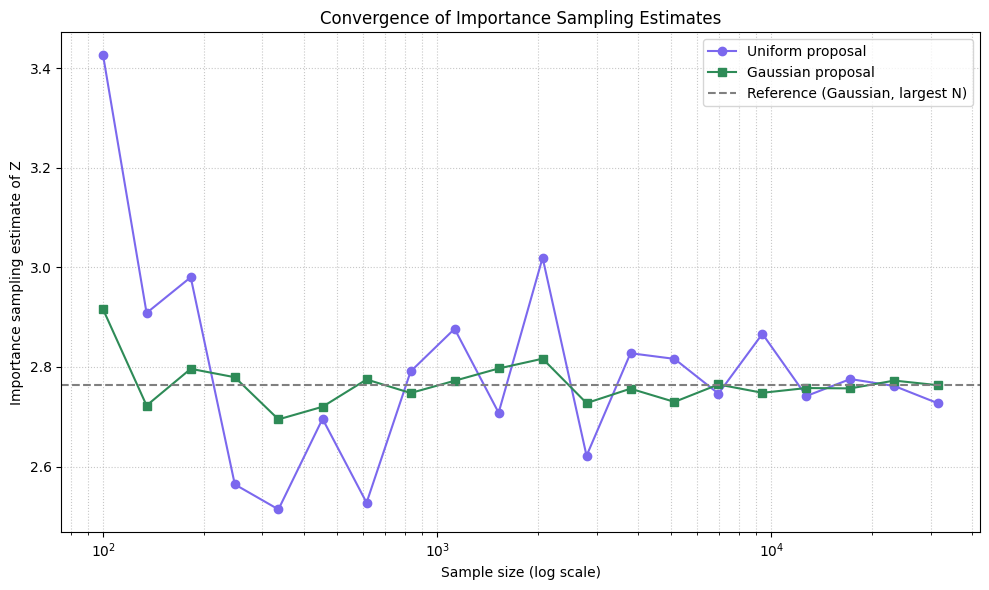 Convergence of Importance Sampling Estimates
Uniform proposal
Gaussian proposal
Reference (Gaussian, largest N)
Importance sampling estimate of Z
3.4
3.2
3.0
2.8
2.6
10²
10³
10⁴
Sample size (log scale)